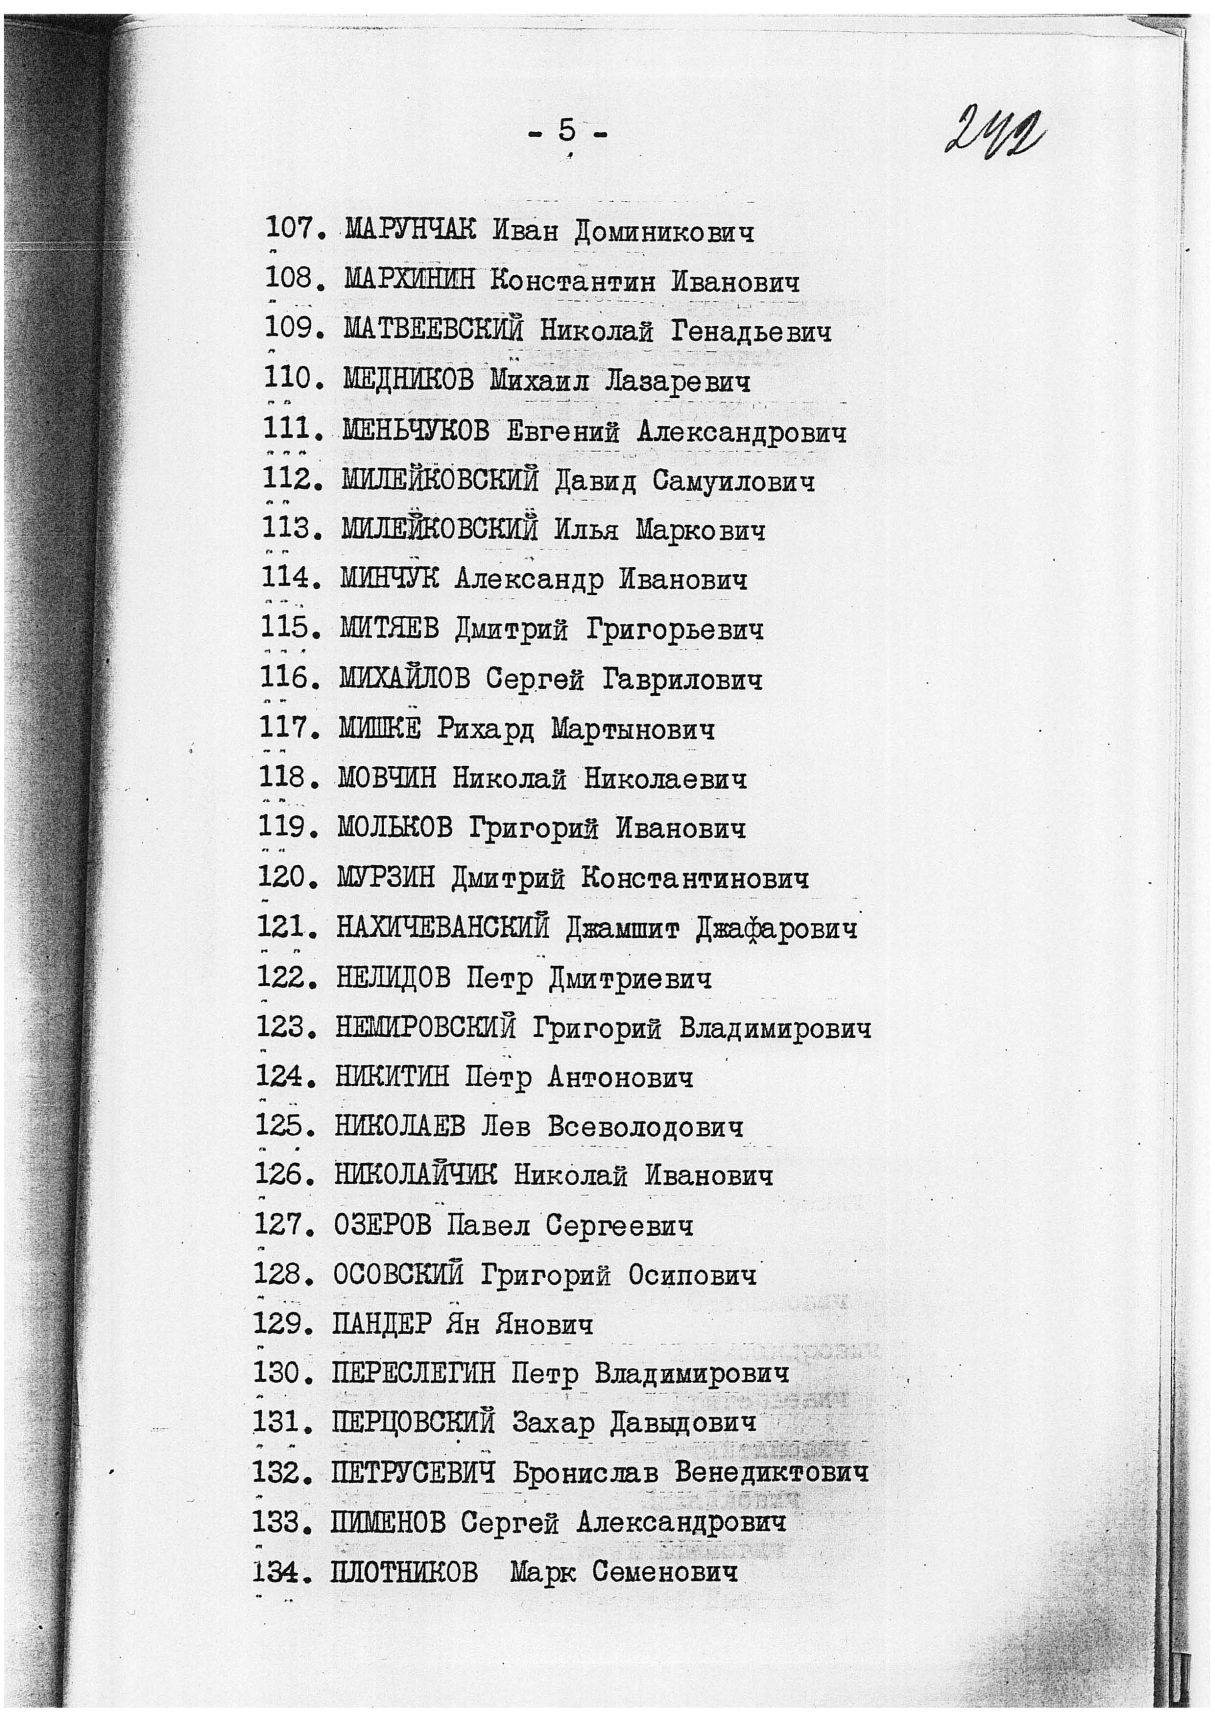 - 5 -
242
107. МАРУНЧАК Иван Доминикович
108. МАРХИНИН Константин Иванович
109. МАТВЕЕВСКИЙ Николай Генадьевич
110. МЕДНИКОВ Михаил Лазаревич
111. МЕНЬЧУКОВ Евгений Александрович
112. МИЛЕЙКОВСКИЙ Давид Самуилович
113. МИЛЕЙКОВСКИЙ Илья Маркович
114. МИНЧУК Александр Иванович
115. МИТЯЕВ Дмитрий Григорьевич
116. МИХАЙЛОВ Сергей Гаврилович
117. МИШКЕ Рихард Мартынович
118. МОВЧИН Николай Николаевич
119. МОЛЬКОВ Григорий Иванович
120. МУРЗИН Дмитрий Константинович
121. НАХИЧЕВАНСКИЙ Джамшит Джафарович
122. НЕЛИДОВ Петр Дмитриевич
123. НЕМИРОВСКИЙ Григорий Владимирович
124. НИКИТИН Петр Антонович
125. НИКОЛАЕВ Лев Всеволодович
126. НИКОЛАЙЧИК Николай Иванович
127. ОЗЕРОВ Павел Сергеевич
128. ОСОВСКИЙ Григорий Осипович
129. ПАНДЕР Ян Янович
130. ПЕРЕСЛЕГИН Петр Владимирович
131. ПЕРЦОВСКИЙ Захар Давыдович
132. ПЕТРУСЕВИЧ Бронислав Венедиктович
133. ПИМЕНОВ Сергей Александрович
134. ПЛОТНИКОВ Марк Семенович